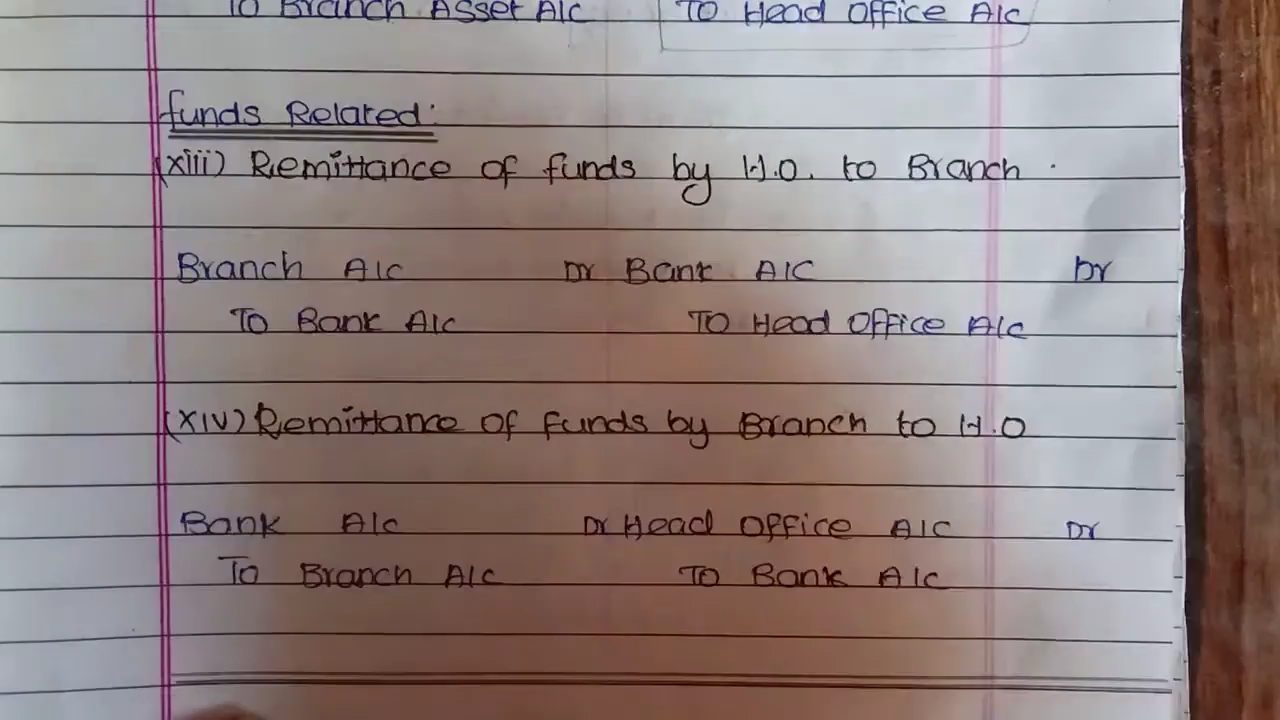 To Branch Asset A/c To Head Office A/c
Funds Related:
(xiii) Remittance of funds by H.O. to Branch.
Branch A/c Dr Bank A/c Dr
To Bank A/c To Head Office A/c
(xiv) Remittance of funds by Branch to H.O
Bank A/c Dr Head Office A/c Dr
To Branch A/c To Bank A/c